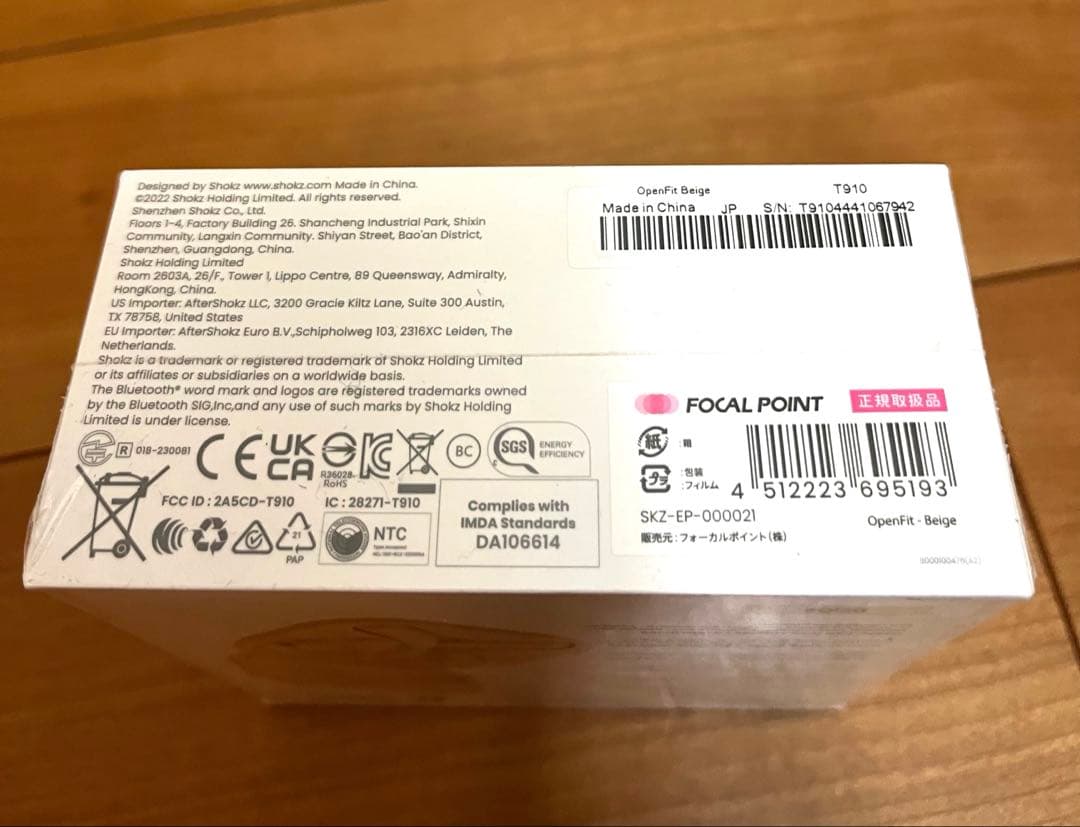 Designed by Shokz www.shokz.com Made in China.
©2022 Shokz Holding Limited. All rights reserved.
Shenzhen Shokz Co., Ltd.
Floors 1-4, Factory Building 26. Shancheng Industrial Park, Shixin
Community, Langxin Community. Shiyan Street, Bao'an District,
Shenzhen, Guangdong, China.
Shokz Holding Limited
Room 2603A, 26/F., Tower 1, Lippo Centre, 89 Queensway, Admiralty,
HongKong, China.
US Importer: AfterShokz LLC, 3200 Gracie Kiltz Lane, Suite 300 Austin,
TX 78758, United States
EU Importer: AfterShokz Euro B.V.,Schipholweg 103, 2316XC Leiden, The
Netherlands.
Shokz is a trademark or registered trademark of Shokz Holding Limited
or its affiliates or subsidiaries on a worldwide basis.
The Bluetooth® word mark and logos are registered trademarks owned
by the Bluetooth SIG,Inc,and any use of such marks by Shokz Holding
Limited is under license.
R 018-230081
CE
UK
CA
R36028
RoHS
BC
SGS
ENERGY
EFFICIENCY
FCC ID : 2A5CD-T910
IC : 28271-T910
21
PAP
NTC
Complies with
IMDA Standards
DA106614
OpenFit Beige T910
Made in China JP S/N: T9104441067942
FOCAL POINT 正規取扱品
紙 : 箱
プラ : 包装
: フィルム
4 512223 695193
SKZ-EP-000021
OpenFit - Beige
販売元 : フォーカルポイント(株)